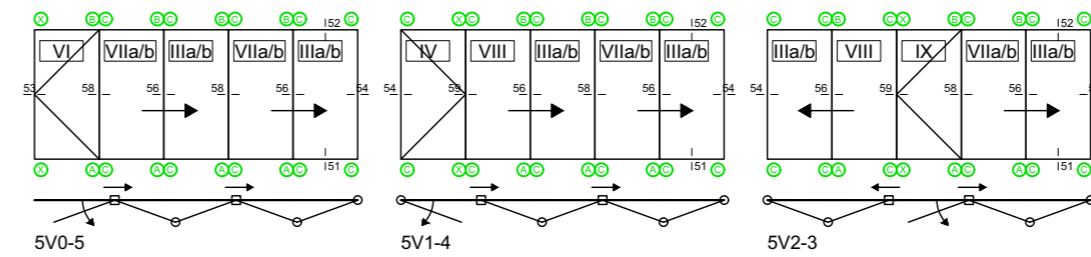 X B C B C B C B C 52 C C X C B C B C B C 52 C C C B C X B C B C 52 C
VI VIIa/b IIIa/b VIIa/b IIIa/b IV VIII IIIa/b VIIa/b IIIa/b IIIa/b VIII IX VIIa/b IIIa/b
53 58 56 58 56 54 54 59 56 58 56 54 54 56 59 58 56
X A C A C A C A C 51 C C X C A C A C A C 51 C C C A C X A C A C 51 C
5V0-5 5V1-4 5V2-3